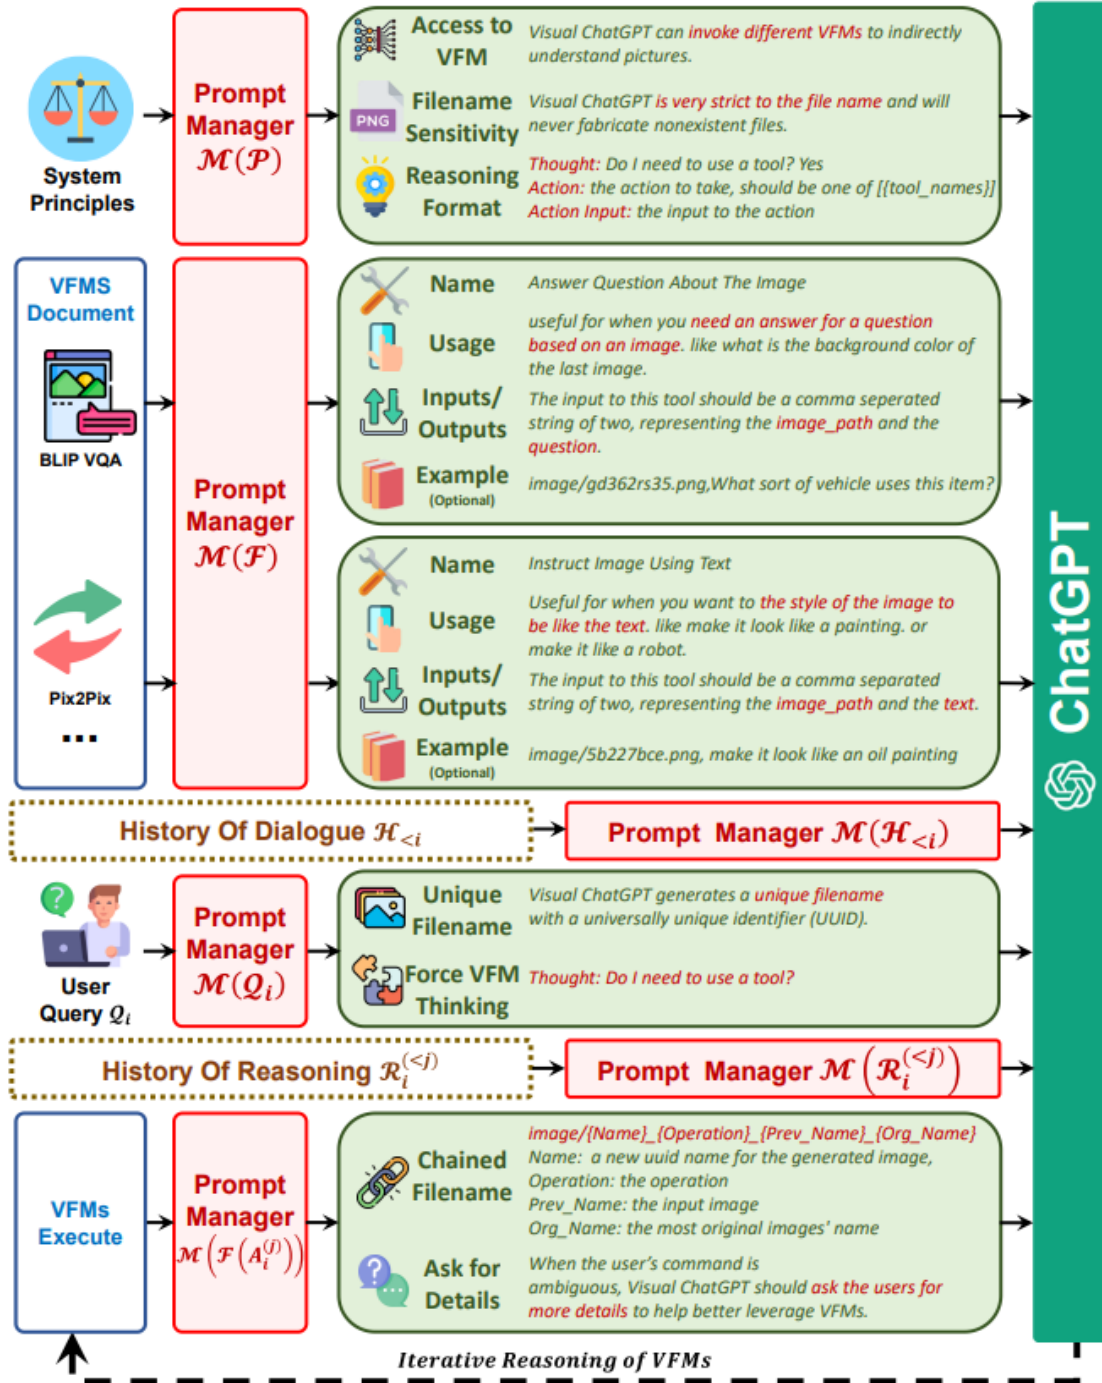 System
Principles
Prompt
Manager
𝓜(𝓟)
Access to
VFM
Visual ChatGPT can invoke different VFMs to indirectly
understand pictures.
PNG
Filename
Sensitivity
Visual ChatGPT is very strict to the file name and will
never fabricate nonexistent files.
Reasoning
Format
Thought: Do I need to use a tool? Yes
Action: the action to take, should be one of [{tool_names}]
Action Input: the input to the action
VFMS
Document
BLIP VQA
Pix2Pix
...
Prompt
Manager
𝓜(𝓕)
Name
Answer Question About The Image
Usage
useful for when you need an answer for a question
based on an image. like what is the background color of
the last image.
Inputs/
Outputs
The input to this tool should be a comma seperated
string of two, representing the image_path and the
question.
Example
(Optional)
image/gd362rs35.png,What sort of vehicle uses this item?
Name
Instruct Image Using Text
Usage
Useful for when you want to the style of the image to
be like the text. like make it look like a painting. or
make it like a robot.
Inputs/
Outputs
The input to this tool should be a comma separated
string of two, representing the image_path and the text.
Example
(Optional)
image/5b227bce.png, make it look like an oil painting
History Of Dialogue 𝓗<i
Prompt Manager 𝓜(𝓗<i)
User
Query 𝓠i
Prompt
Manager
𝓜(𝓠i)
Unique
Filename
Visual ChatGPT generates a unique filename
with a universally unique identifier (UUID).
Force VFM
Thinking
Thought: Do I need to use a tool?
History Of Reasoning 𝓡i(<j)
Prompt Manager 𝓜(𝓡i(<j))
VFMs
Execute
Prompt
Manager
𝓜(𝓕(Ai(j)))
Chained
Filename
image/{Name}_{Operation}_{Prev_Name}_{Org_Name}
Name: a new uuid name for the generated image,
Operation: the operation
Prev_Name: the input image
Org_Name: the most original images' name
Ask for
Details
When the user's command is
ambiguous, Visual ChatGPT should ask the users for
more details to help better leverage VFMs.
ChatGPT
Iterative Reasoning of VFMs